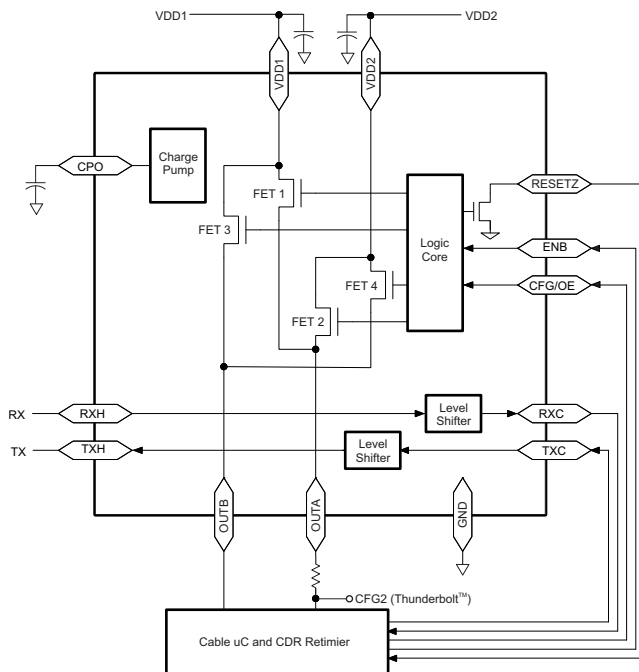 VDD1
VDD2
VDD1
VDD2
CPO
Charge
Pump
FET 1
RESETZ
FET 3
Logic
Core
ENB
FET 4
CFG/OE
FET 2
RX
RXH
Level
Shifter
RXC
TX
TXH
Level
Shifter
TXC
OUTB
OUTA
GND
CFG2 (Thunderbolt™)
Cable uC and CDR Retimier